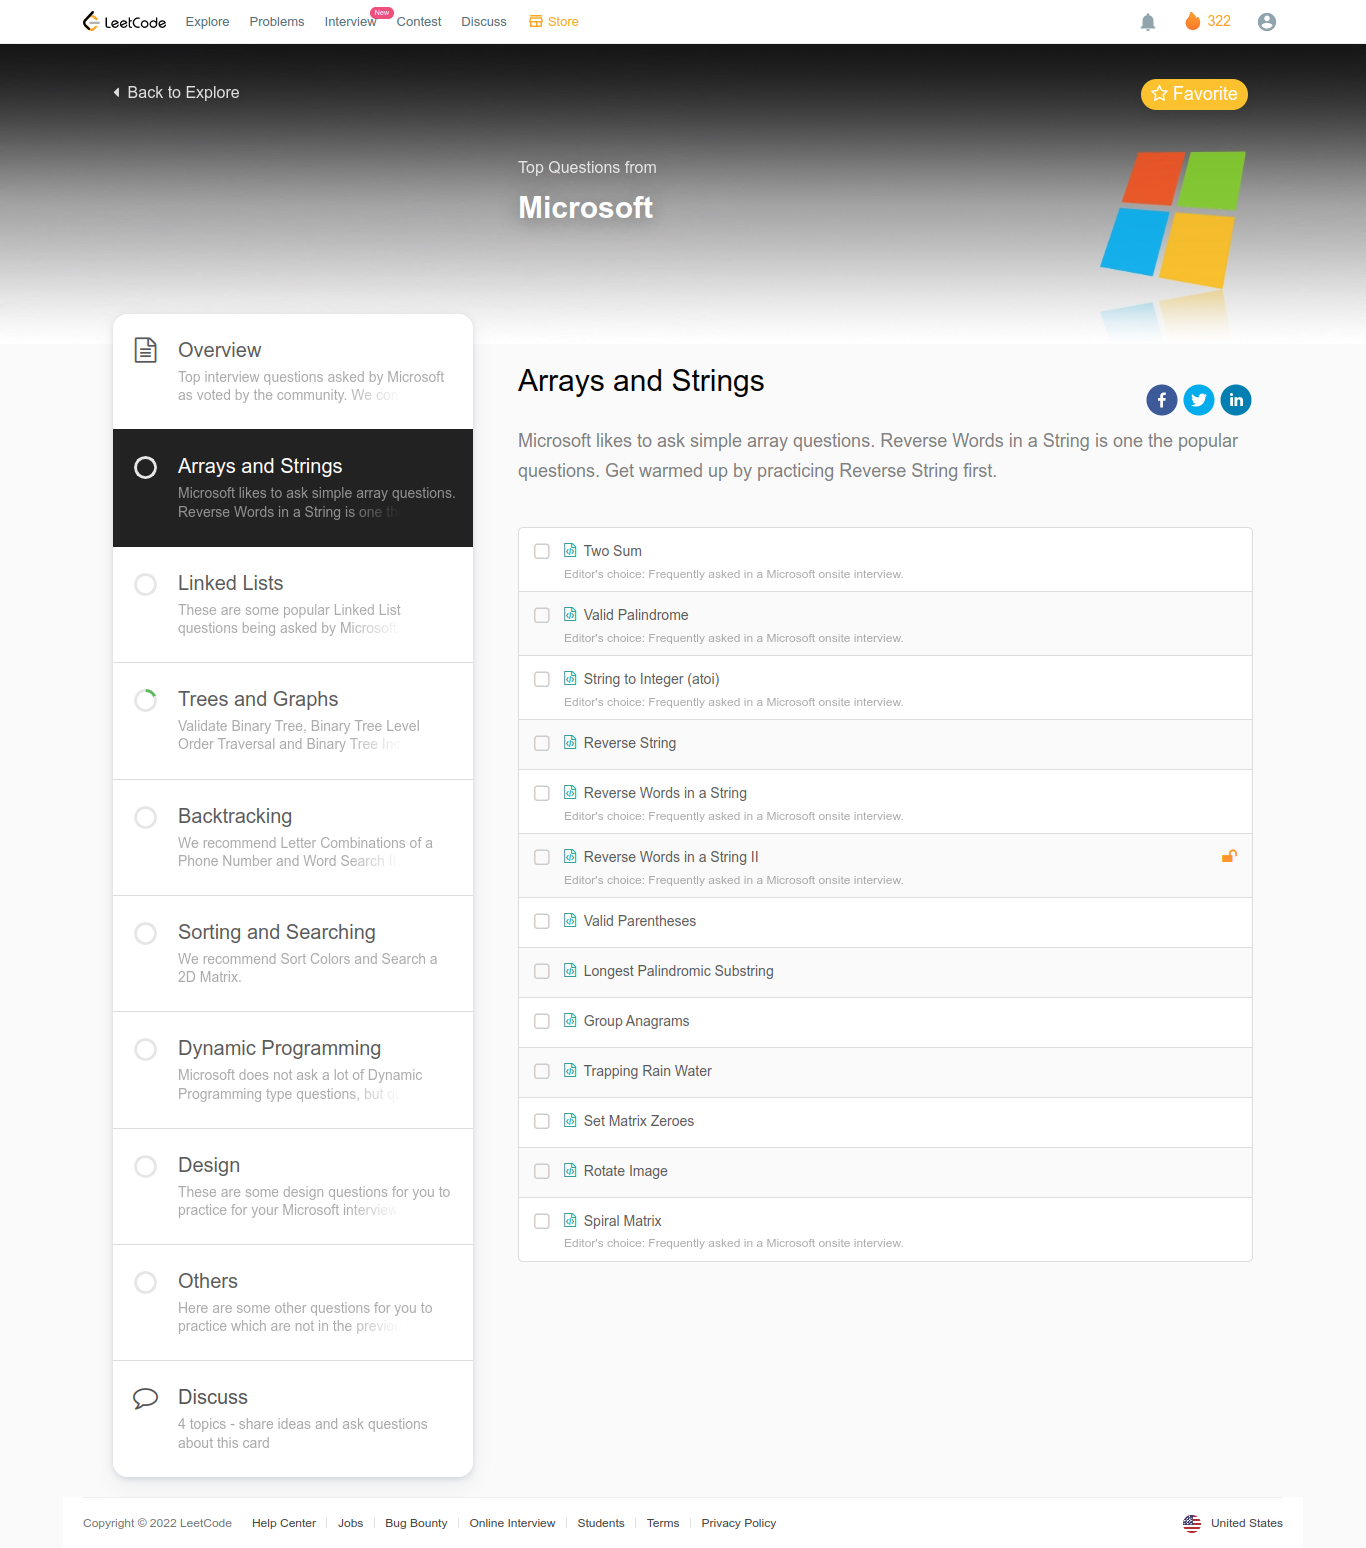 LeetCode Explore Problems Interview New Contest Discuss Store 322
Back to Explore
Favorite
Top Questions from
Microsoft
Overview
Top interview questions asked by Microsoft
as voted by the community. We con
Arrays and Strings
Microsoft likes to ask simple array questions.
Reverse Words in a String is one th
Linked Lists
These are some popular Linked List
questions being asked by Microsoft.
Trees and Graphs
Validate Binary Tree, Binary Tree Level
Order Traversal and Binary Tree Ino
Backtracking
We recommend Letter Combinations of a
Phone Number and Word Search II
Sorting and Searching
We recommend Sort Colors and Search a
2D Matrix.
Dynamic Programming
Microsoft does not ask a lot of Dynamic
Programming type questions, but qu
Design
These are some design questions for you to
practice for your Microsoft interview
Others
Here are some other questions for you to
practice which are not in the previo
Discuss
4 topics - share ideas and ask questions
about this card
Arrays and Strings
Microsoft likes to ask simple array questions. Reverse Words in a String is one the popular
questions. Get warmed up by practicing Reverse String first.
Two Sum
Editor's choice: Frequently asked in a Microsoft onsite interview.
Valid Palindrome
Editor's choice: Frequently asked in a Microsoft onsite interview.
String to Integer (atoi)
Editor's choice: Frequently asked in a Microsoft onsite interview.
Reverse String
Reverse Words in a String
Editor's choice: Frequently asked in a Microsoft onsite interview.
Reverse Words in a String II
Editor's choice: Frequently asked in a Microsoft onsite interview.
Valid Parentheses
Longest Palindromic Substring
Group Anagrams
Trapping Rain Water
Set Matrix Zeroes
Rotate Image
Spiral Matrix
Editor's choice: Frequently asked in a Microsoft onsite interview.
Copyright © 2022 LeetCode Help Center Jobs Bug Bounty Online Interview Students Terms Privacy Policy United States